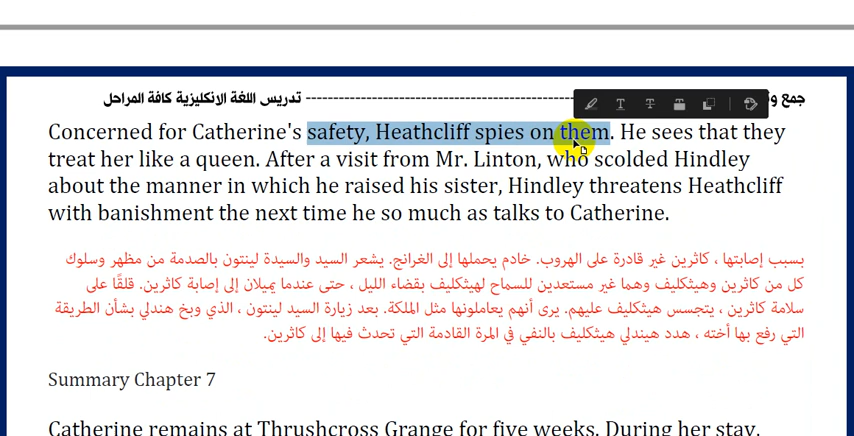 جمع و
------------------------------------------------ تدريس اللغة الانكليزية كافة المراحل
Concerned for Catherine's safety, Heathcliff spies on them. He sees that they
treat her like a queen. After a visit from Mr. Linton, who scolded Hindley
about the manner in which he raised his sister, Hindley threatens Heathcliff
with banishment the next time he so much as talks to Catherine.
بسبب إصابتها ، كاثرين غير قادرة على الهروب. خادم يحملها إلى الغرانج. يشعر السيد والسيدة لينتون بالصدمة من مظهر وسلوك
كل من كاثرين وهيثكليف وهما غير مستعدين للسماح لهيثكليف بقضاء الليل ، حتى عندما يميلان إلى إصابة كاثرين. قلقًا على
سلامة كاثرين ، يتجسس هيثكليف عليهم. يرى أنهم يعاملونها مثل الملكة. بعد زيارة السيد لينتون ، الذي وبخ هندلي بشأن الطريقة
التي رفع بها أخته ، هدد هيندلي هيثكليف بالنفي في المرة القادمة التي تحدث فيها إلى كاثرين.
Summary Chapter 7
Catherine remains at Thrushcross Grange for five weeks. During her stay,